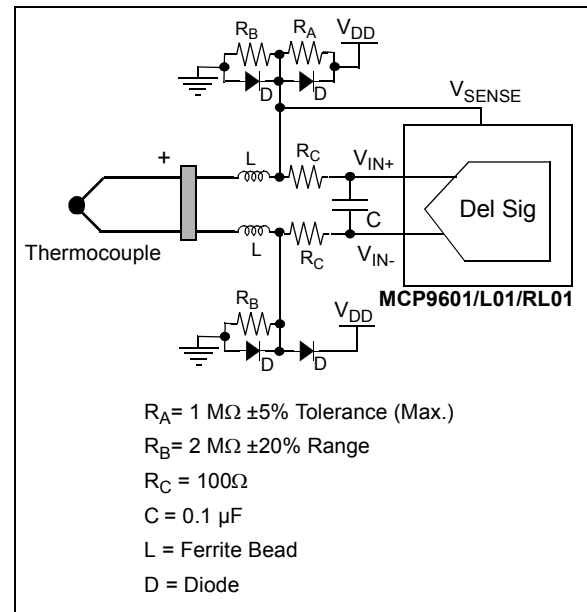 R_B R_A V_DD
D D
V_SENSE
+ L R_C V_IN+
C Del Sig
Thermocouple
L R_C V_IN-
MCP9601/L01/RL01
R_B V_DD
D D
R_A= 1 MΩ ±5% Tolerance (Max.)
R_B= 2 MΩ ±20% Range
R_C = 100Ω
C = 0.1 µF
L = Ferrite Bead
D = Diode